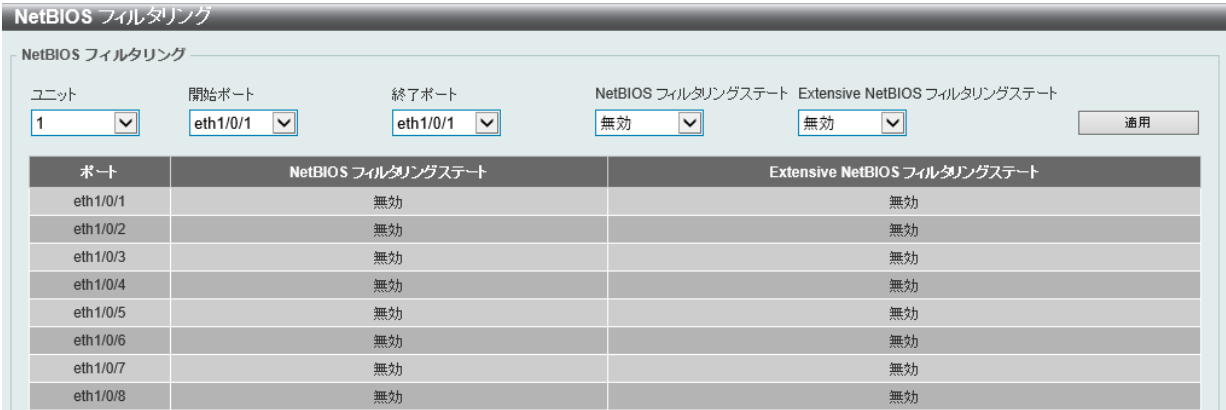 NetBIOS フィルタリング
NetBIOS フィルタリング
ユニット 開始ポート 終了ポート NetBIOS フィルタリングステート Extensive NetBIOS フィルタリングステート
1 eth1/0/1 eth1/0/1 無効 無効 適用
ポート NetBIOS フィルタリングステート Extensive NetBIOS フィルタリングステート
eth1/0/1 無効 無効
eth1/0/2 無効 無効
eth1/0/3 無効 無効
eth1/0/4 無効 無効
eth1/0/5 無効 無効
eth1/0/6 無効 無効
eth1/0/7 無効 無効
eth1/0/8 無効 無効